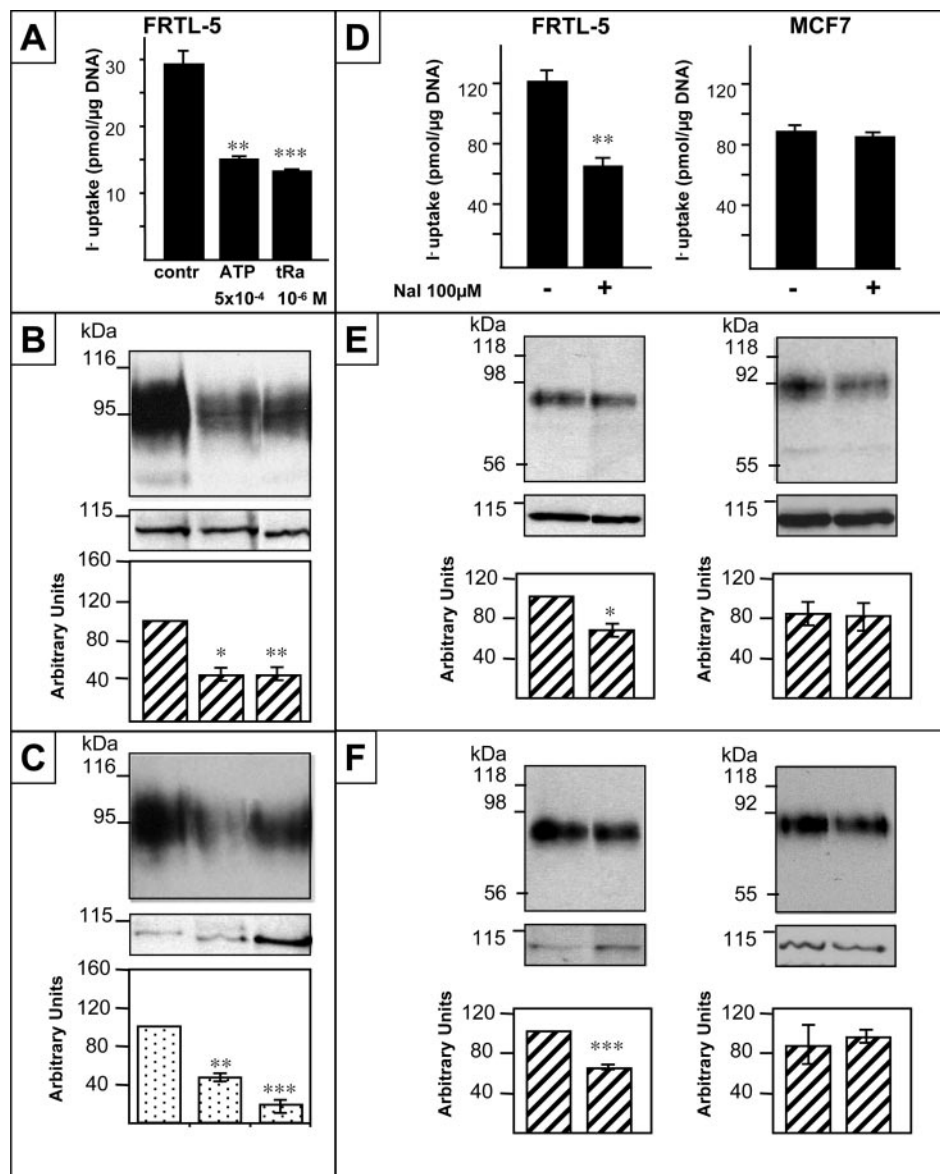 A
FRTL-5
I- uptake (pmol/µg DNA)
30
20
10
**
***
contr ATP tRa
5x10-4 10-6 M
B
kDa
116
95
115
Arbitrary Units
160
120
80
40
*
**
C
kDa
116
95
115
Arbitrary Units
160
120
80
40
**
***
D
FRTL-5
I- uptake (pmol/µg DNA)
120
80
40
**
NaI 100µM - +
MCF7
I- uptake (pmol/µg DNA)
120
80
40
- +
E
kDa
118
98
56
115
Arbitrary Units
120
80
40
*
kDa
118
92
55
115
Arbitrary Units
120
80
40
F
kDa
118
98
56
115
Arbitrary Units
120
80
40
***
kDa
118
92
55
115
Arbitrary Units
120
80
40